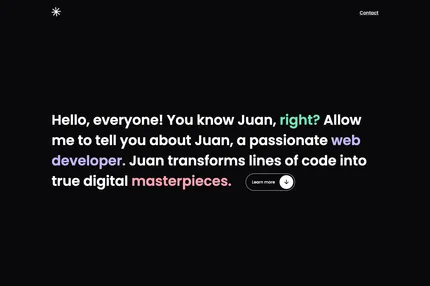 Contact
Hello, everyone! You know Juan, right? Allow
me to tell you about Juan, a passionate web
developer. Juan transforms lines of code into
true digital masterpieces.
Learn more